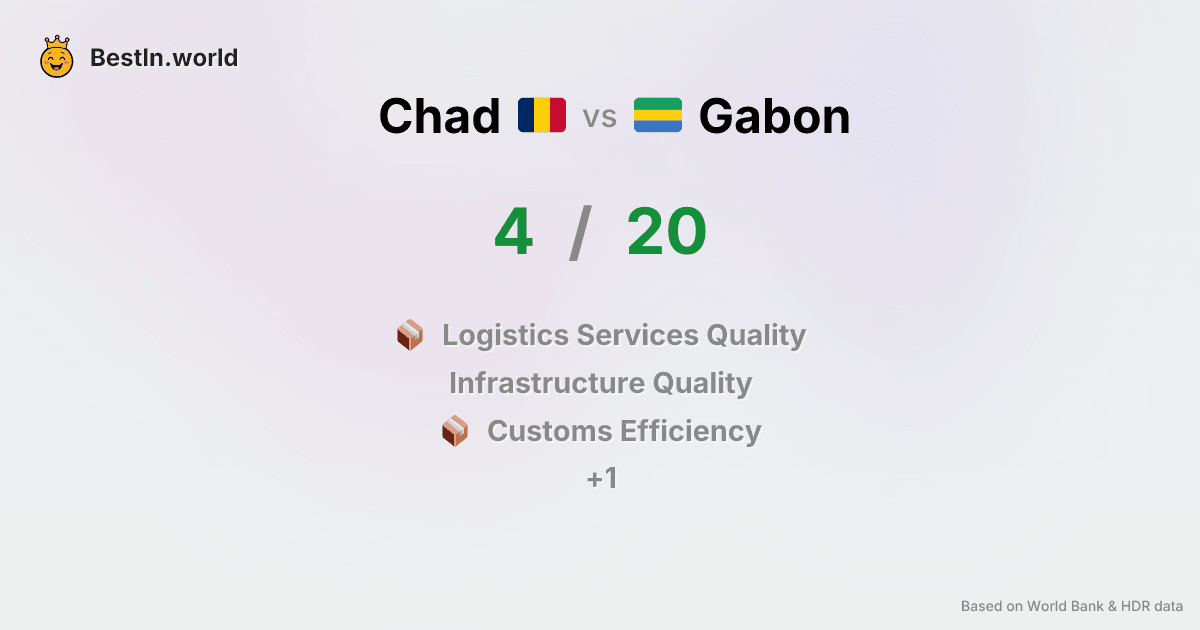 BestIn.world
Chad vs Gabon
4 / 20
Logistics Services Quality
Infrastructure Quality
Customs Efficiency
+1
Based on World Bank & HDR data